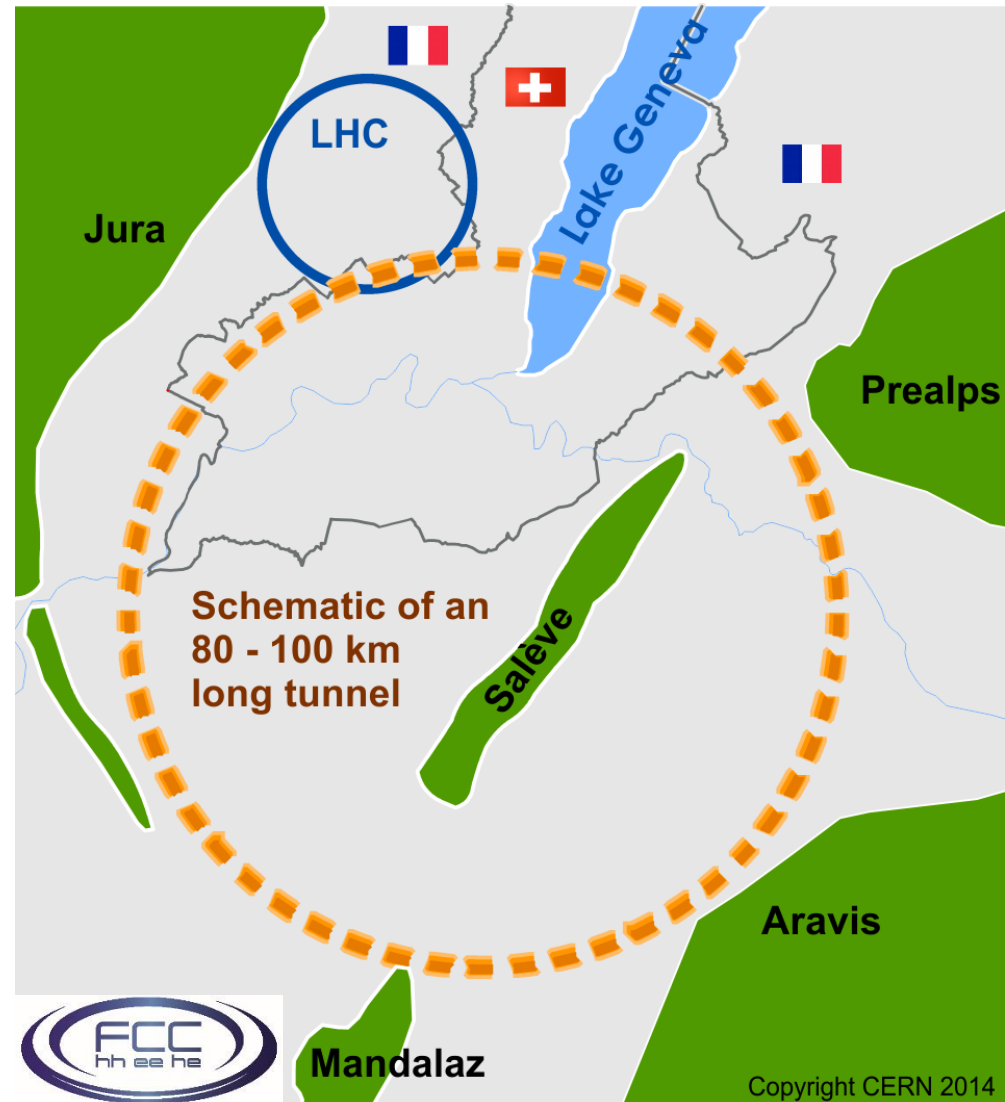 LHC
Lake Geneva
Jura
Prealps
Schematic of an
80 - 100 km
long tunnel
Salève
Aravis
FCC
hh ee he
Mandalaz
Copyright CERN 2014